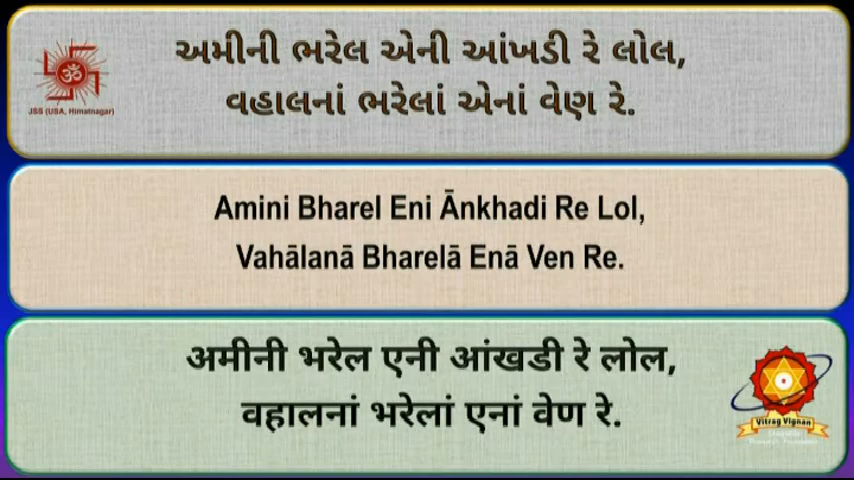 અમીની ભરેલ એની આંખડી રે લોલ,
વહાલનાં ભરેલાં એનાં વેણ રે.
JSS (USA, Himatnagar)
Amini Bharel Eni Ānkhadi Re Lol,
Vahālanā Bharelā Enā Ven Re.
अमीनी भरेल एनी आंखडी रे लोल,
वहालनां भरेलां एनां वेण रे.
Vitrag Vignan